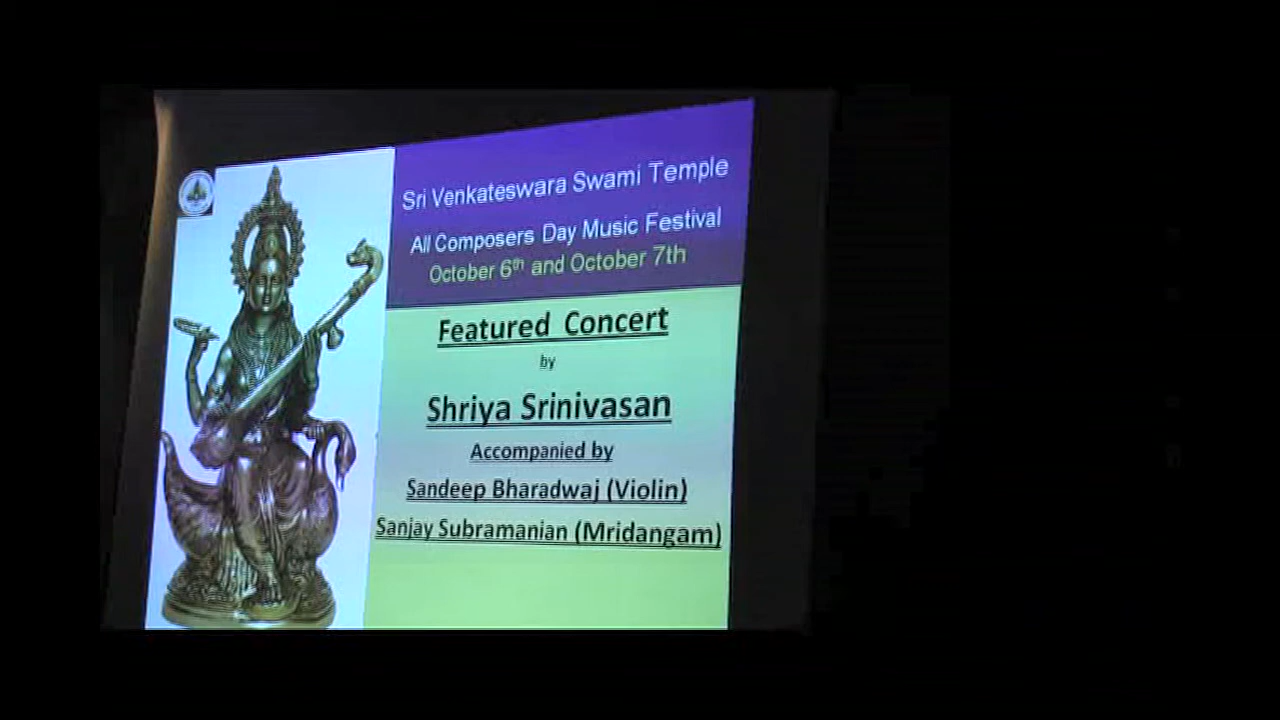 Sri Venkateswara Swami Temple
All Composers Day Music Festival
October 6th and October 7th
Featured Concert
by
Shriya Srinivasan
Accompanied by
Sandeep Bharadwaj (Violin)
Sanjay Subramanian (Mridangam)